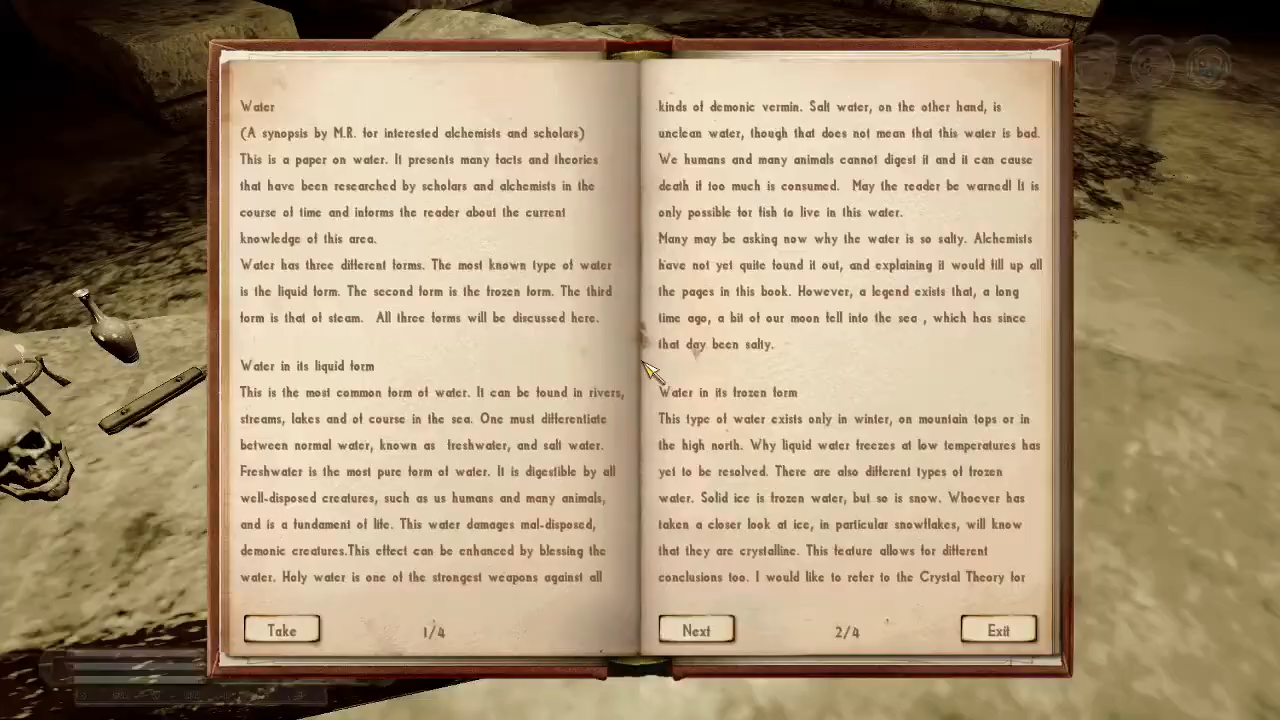 Water
(A synopsis by M.R. for interested alchemists and scholars)
This is a paper on water. It presents many facts and theories
that have been researched by scholars and alchemists in the
course of time and informs the reader about the current
knowledge of this area.
Water has three different forms. The most known type of water
is the liquid form. The second form is the frozen form. The third
form is that of steam. All three forms will be discussed here.
Water in its liquid form
This is the most common form of water. It can be found in rivers,
streams, lakes and of course in the sea. One must differentiate
between normal water, known as freshwater, and salt water.
Freshwater is the most pure form of water. It is digestible by all
well-disposed creatures, such as us humans and many animals,
and is a fundament of life. This water damages mal-disposed,
demonic creatures.This effect can be enhanced by blessing the
water. Holy water is one of the strongest weapons against all
Take
1/4
kinds of demonic vermin. Salt water, on the other hand, is
unclean water, though that does not mean that this water is bad.
We humans and many animals cannot digest it and it can cause
death if too much is consumed. May the reader be warned! It is
only possible for fish to live in this water.
Many may be asking now why the water is so salty. Alchemists
have not yet quite found it out, and explaining it would fill up all
the pages in this book. However, a legend exists that, a long
time ago, a bit of our moon fell into the sea , which has since
that day been salty.
Water in its frozen form
This type of water exists only in winter, on mountain tops or in
the high north. Why liquid water freezes at low temperatures has
yet to be resolved. There are also different types of frozen
water. Solid ice is frozen water, but so is snow. Whoever has
taken a closer look at ice, in particular snowflakes, will know
that they are crystalline. This feature allows for different
conclusions too. I would like to refer to the Crystal Theory for
Next
2/4
Exit